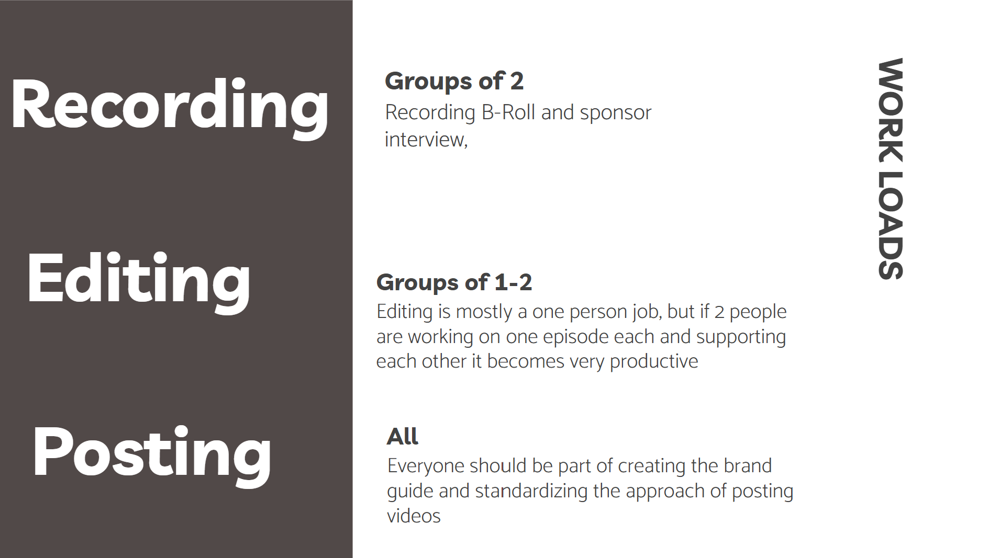 Recording
Groups of 2
Recording B-Roll and sponsor
interview,
Editing
Groups of 1-2
Editing is mostly a one person job, but if 2 people
are working on one episode each and supporting
each other it becomes very productive
Posting
All
Everyone should be part of creating the brand
guide and standardizing the approach of posting
videos
WORK LOADS